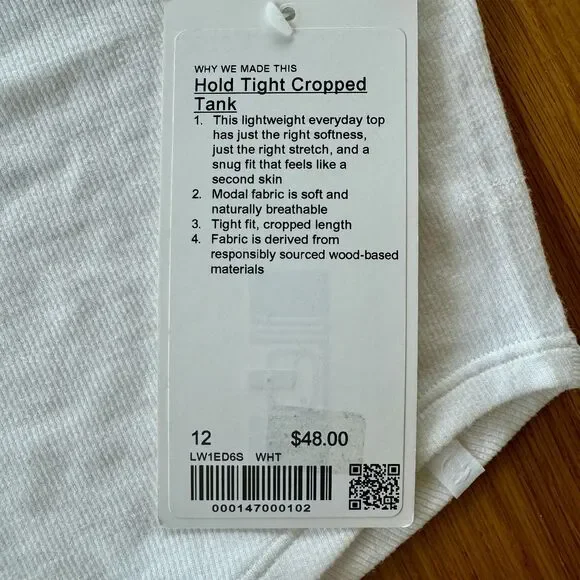 WHY WE MADE THIS
Hold Tight Cropped
Tank
1. This lightweight everyday top
has just the right softness,
just the right stretch, and a
snug fit that feels like a
second skin
2. Modal fabric is soft and
naturally breathable
3. Tight fit, cropped length
4. Fabric is derived from
responsibly sourced wood-based
materials
12 $48.00
LW1ED6S WHT
000147000102